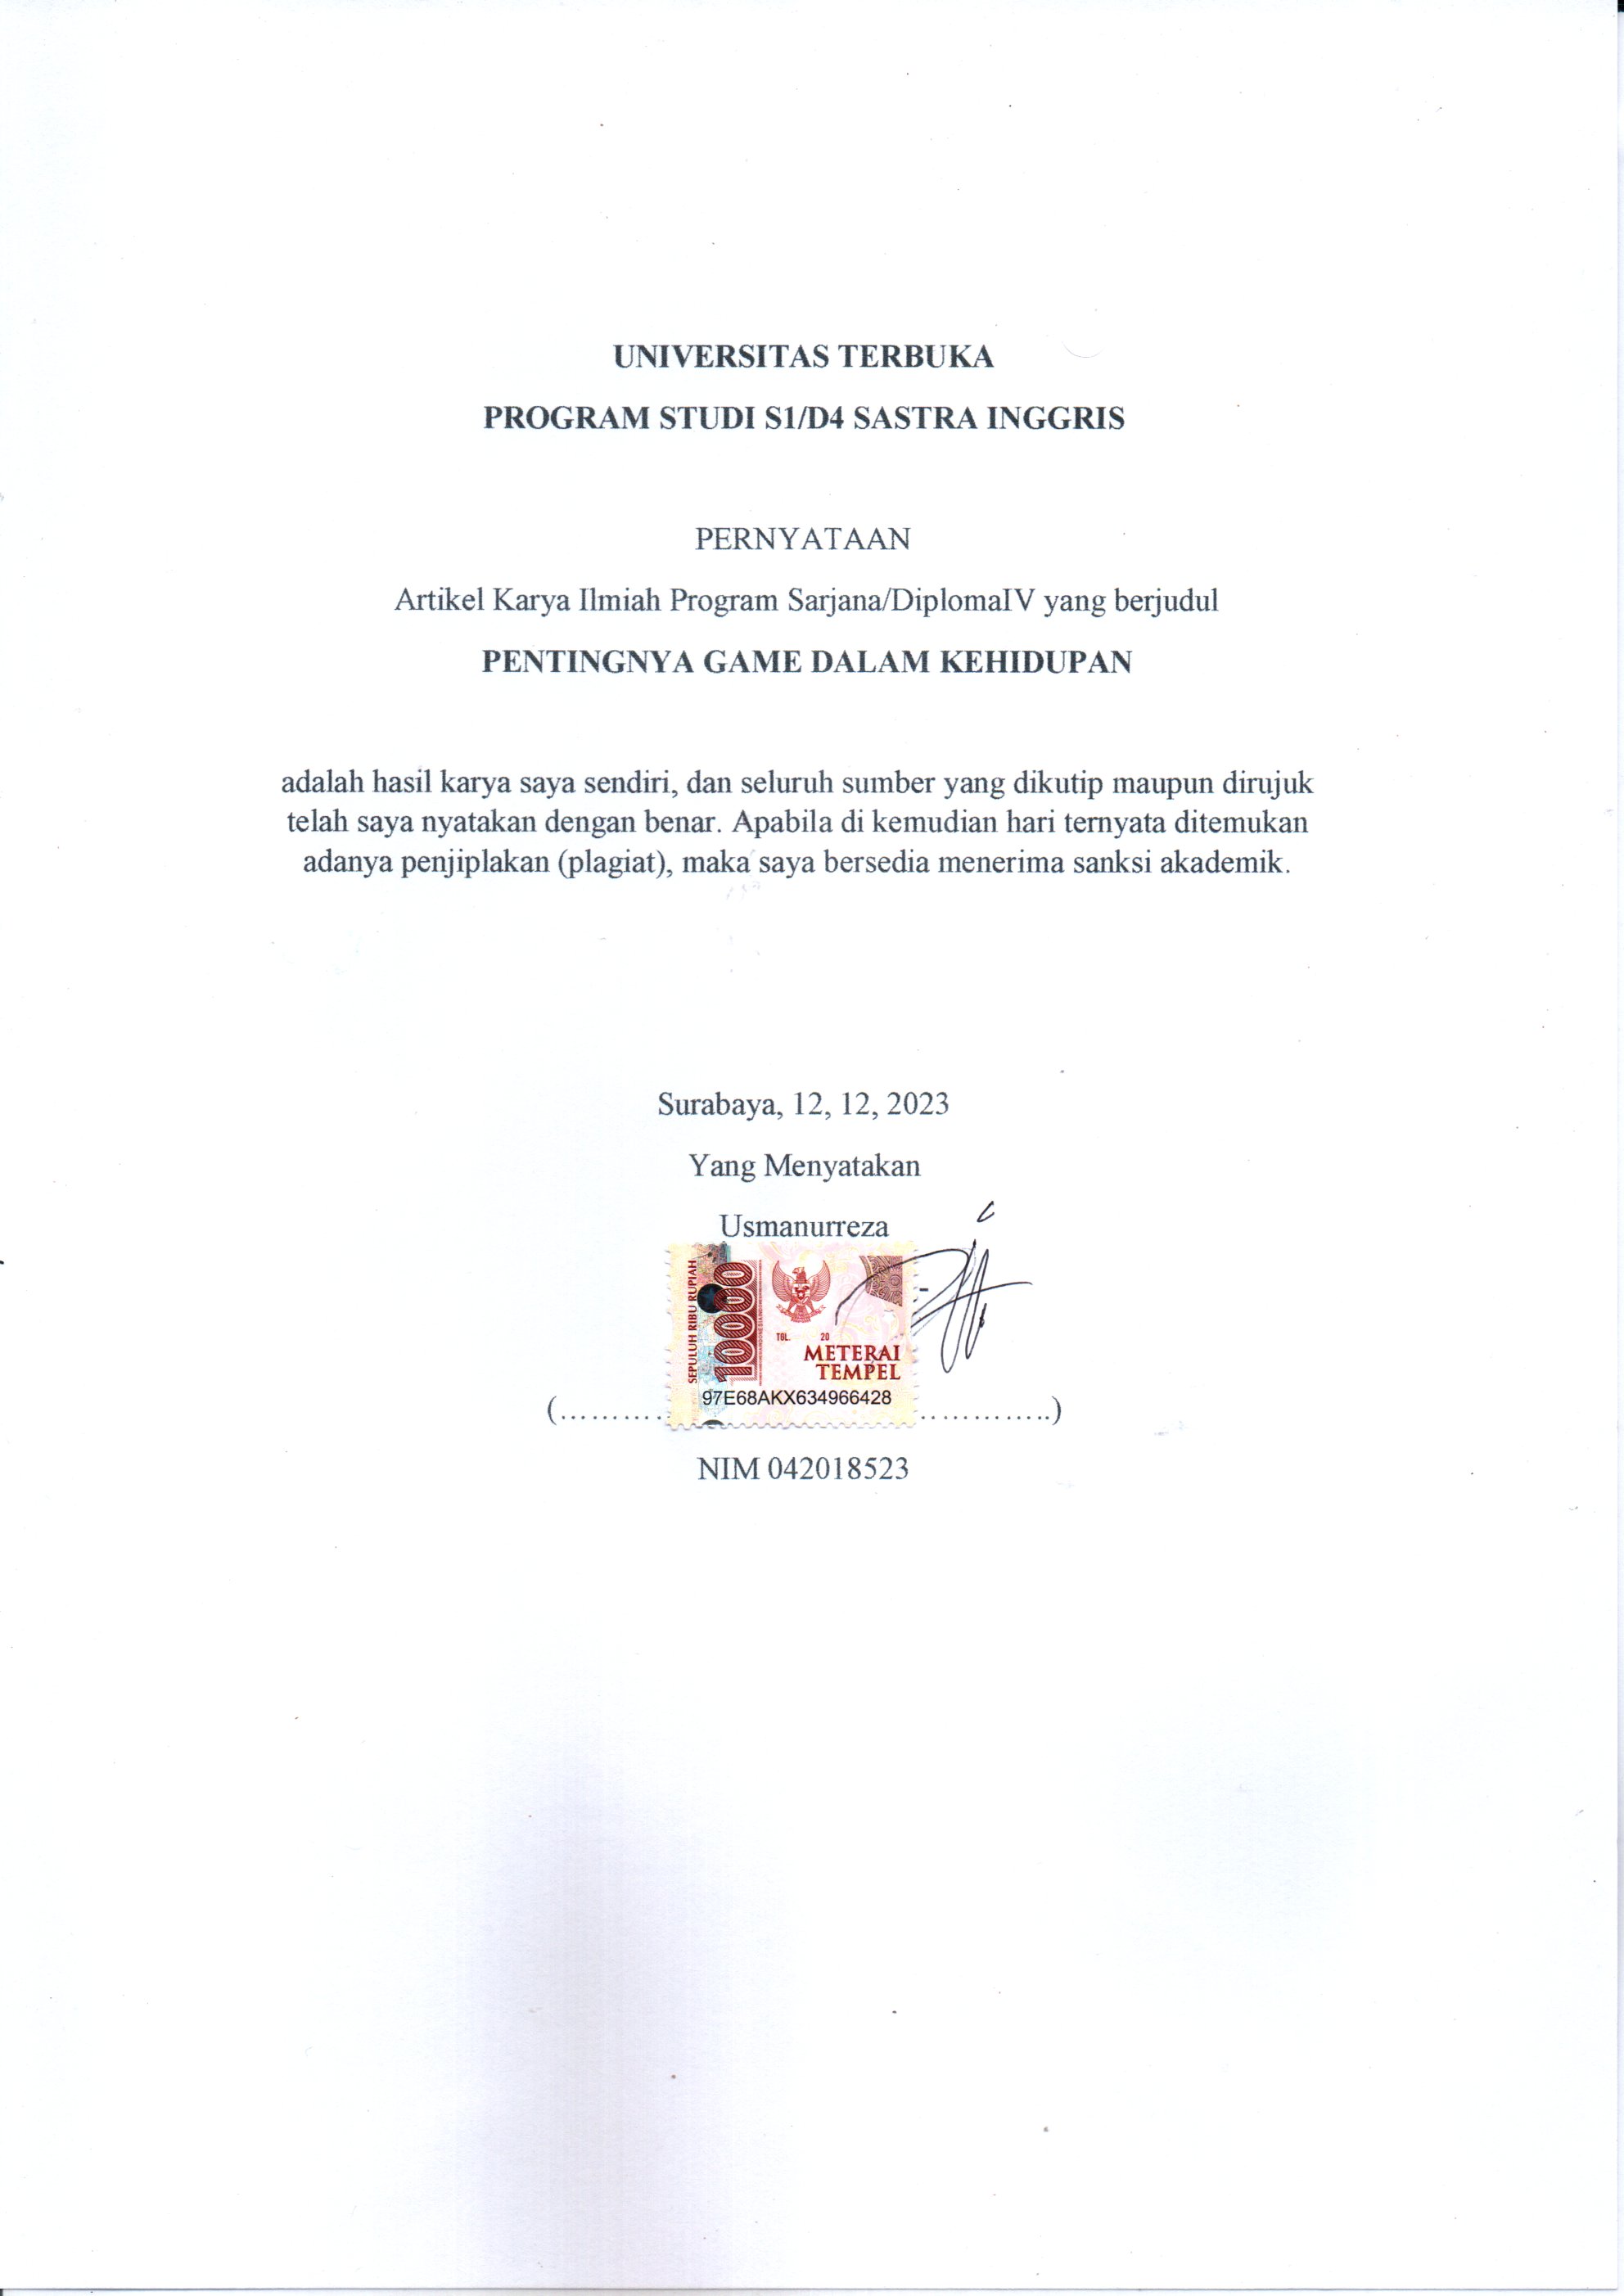 UNIVERSITAS TERBUKA
PROGRAM STUDI S1/D4 SASTRA INGGRIS
PERNYATAAN
Artikel Karya Ilmiah Program Sarjana/DiplomaIV yang berjudul
PENTINGNYA GAME DALAM KEHIDUPAN
adalah hasil karya saya sendiri, dan seluruh sumber yang dikutip maupun dirujuk
telah saya nyatakan dengan benar. Apabila di kemudian hari ternyata ditemukan
adanya penjiplakan (plagiat), maka saya bersedia menerima sanksi akademik.
Surabaya, 12, 12, 2023
Yang Menyatakan
Usmanurreza
SEPULUH RIBU RUPIAH
10000
TGL. 20
METERAI
TEMPEL
97E68AKX634966428
(.......... .............)
NIM 042018523